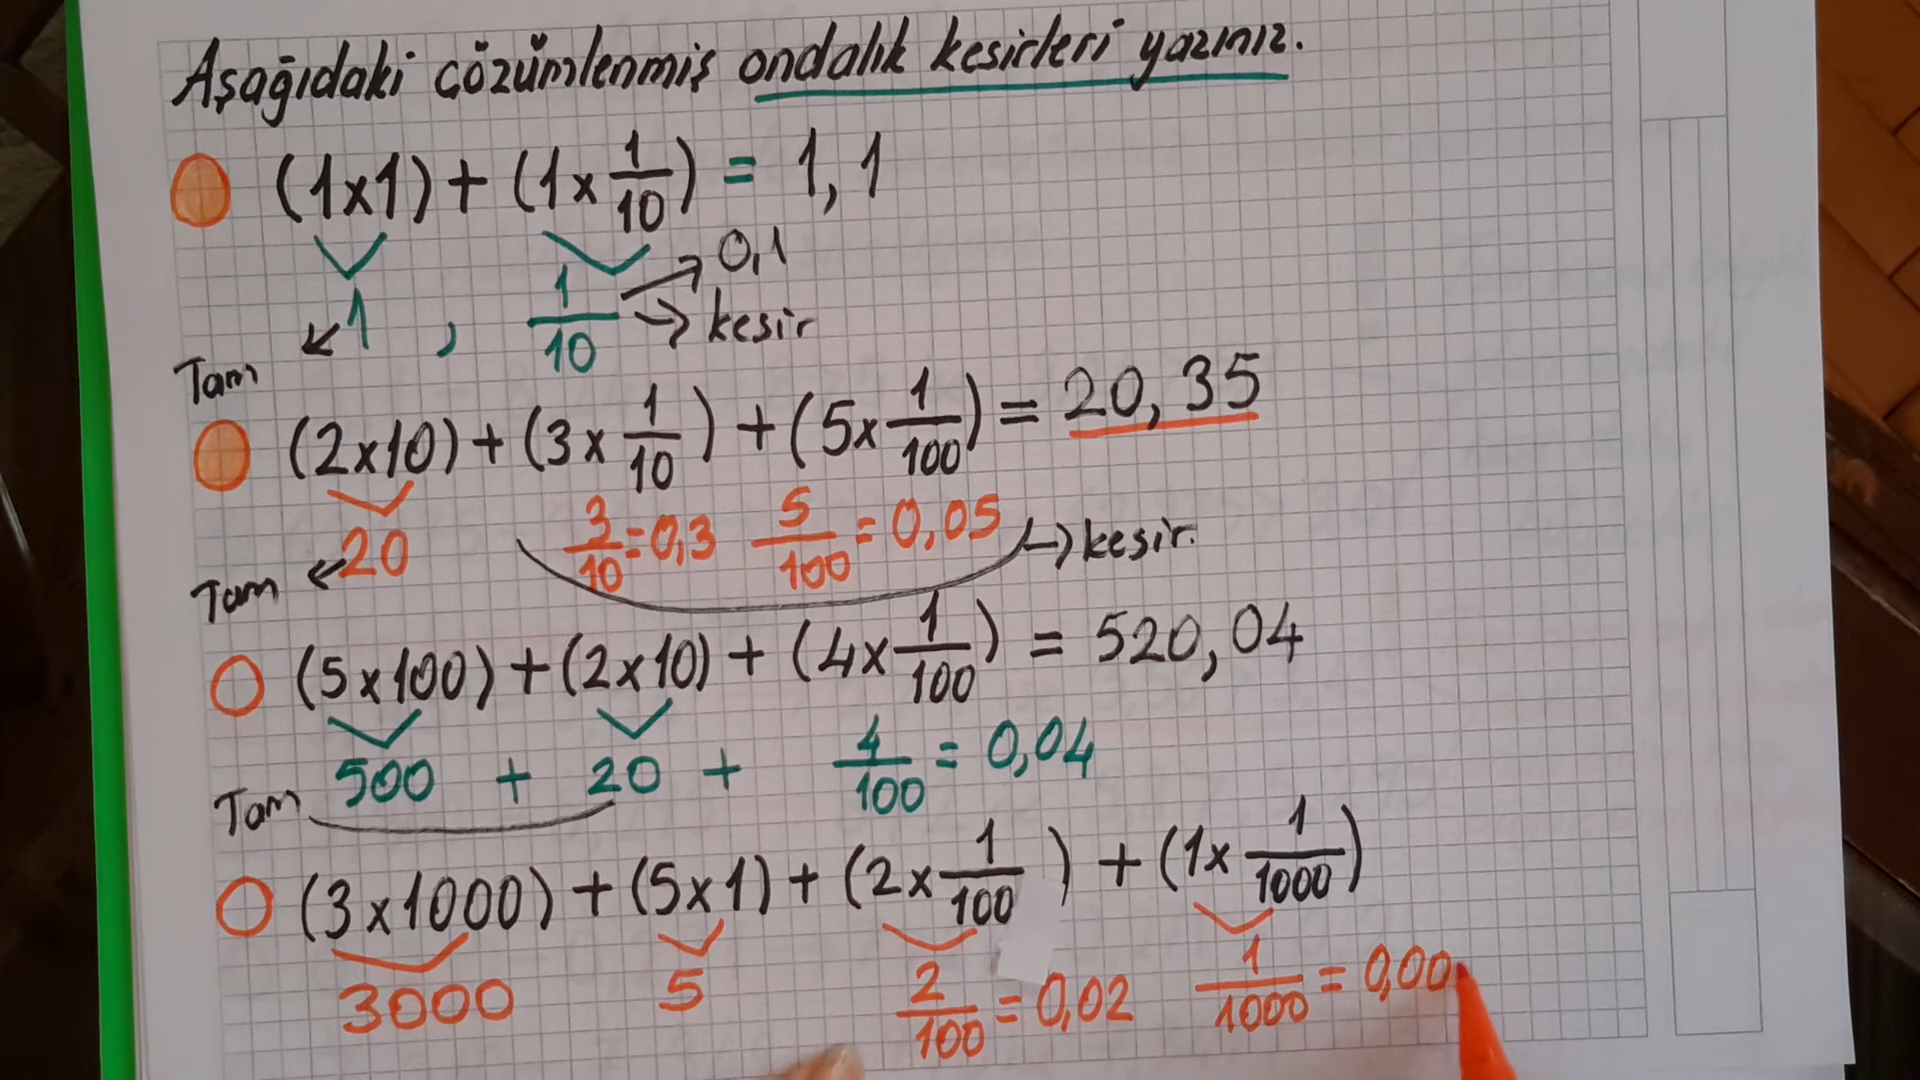 Aşağıdaki çözümlenmiş ondalık kesirleri yazınız.
(1x1) + (1x 1/10) = 1,1
1 , 1/10 → 0,1
→ kesir
Tam
(2x10) + (3x 1/10) + (5x 1/100) = 20,35
20 3/10 = 0,3 5/100 = 0,05 → kesir.
Tam
(5x100) + (2x10) + (4x 1/100) = 520,04
500 + 20 + 4/100 = 0,04
Tam
(3x1000) + (5x1) + (2x 1/100) + (1x 1/1000)
3000 5 2/100 = 0,02 1/1000 = 0,00